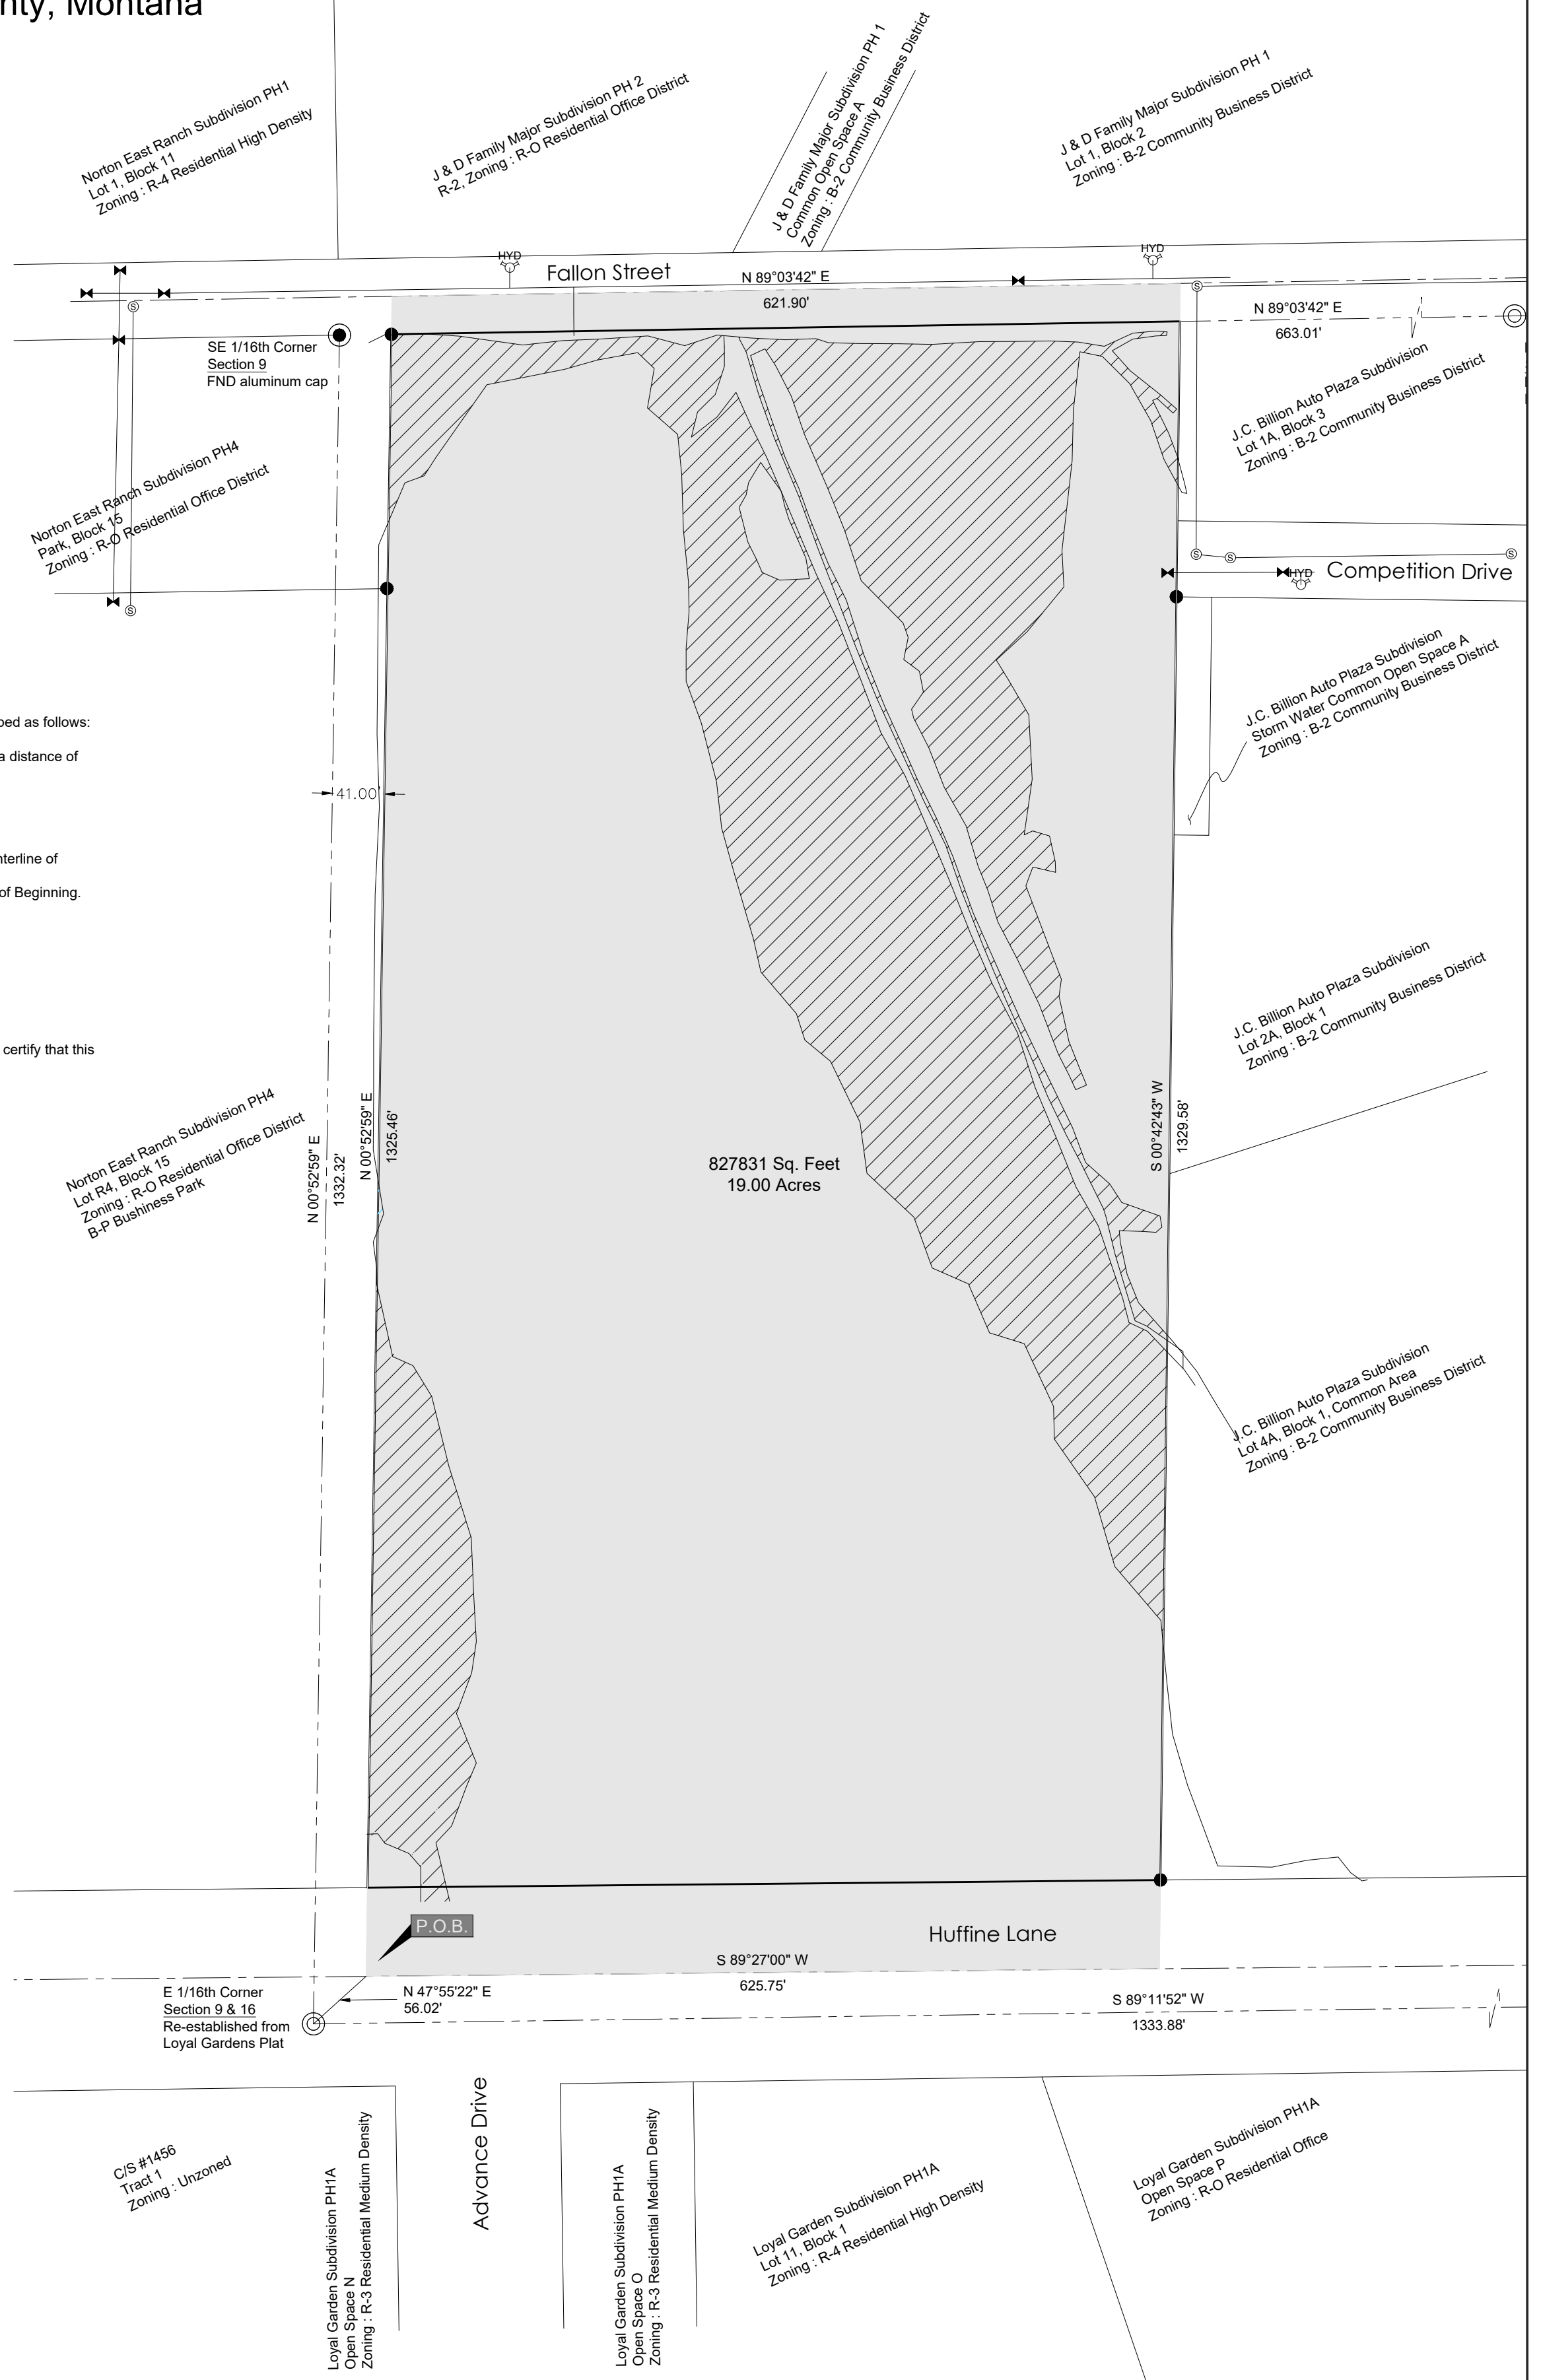 nty, Montana
Norton East Ranch Subdivision PH1
Lot 1, Block 11
Zoning : R-4 Residential High Density
J & D Family Major Subdivision PH 2
R-2, Zoning : R-O Residential Office District
J & D Family Major Subdivision PH 1
Common Open Space A
Zoning : B-2 Community Business District
J & D Family Major Subdivision PH 1
Lot 1, Block 2
Zoning : B-2 Community Business District
HYD
HYD
Fallon Street
N 89°03'42" E
621.90'
S
S
N 89°03'42" E
663.01'
SE 1/16th Corner
Section 9
FND aluminum cap
J.C. Billion Auto Plaza Subdivision
Lot 1A, Block 3
Zoning : B-2 Community Business District
Norton East Ranch Subdivision PH4
Park, Block 15
Zoning : R-O Residential Office District
S
S
S
S
HYD
Competition Drive
J.C. Billion Auto Plaza Subdivision
Storm Water Common Open Space A
Zoning : B-2 Community Business District
bed as follows:
a distance of
41.00'
nterline of
of Beginning.
J.C. Billion Auto Plaza Subdivision
Lot 2A, Block 1
Zoning : B-2 Community Business District
certify that this
Norton East Ranch Subdivision PH4
Lot R4, Block 15
Zoning : R-O Residential Office District
B-P Bushiness Park
N 00°52'59" E
1332.32'
N 00°52'59" E
1325.46'
827831 Sq. Feet
19.00 Acres
S 00°42'43" W
1329.58'
J.C. Billion Auto Plaza Subdivision
Lot 4A, Block 1, Common Area
Zoning : B-2 Community Business District
P.O.B.
Huffine Lane
S 89°27'00" W
625.75'
E 1/16th Corner
Section 9 & 16
Re-established from
Loyal Gardens Plat
N 47°55'22" E
56.02'
S 89°11'52" W
1333.88'
C/S #1456
Tract 1
Zoning : Unzoned
Loyal Garden Subdivision PH1A
Open Space N
Zoning : R-3 Residential Medium Density
Advance Drive
Loyal Garden Subdivision PH1A
Open Space O
Zoning : R-3 Residential Medium Density
Loyal Garden Subdivision PH1A
Lot 11, Block 1
Zoning : R-4 Residential High Density
Loyal Garden Subdivision PH1A
Open Space P
Zoning : R-O Residential Office